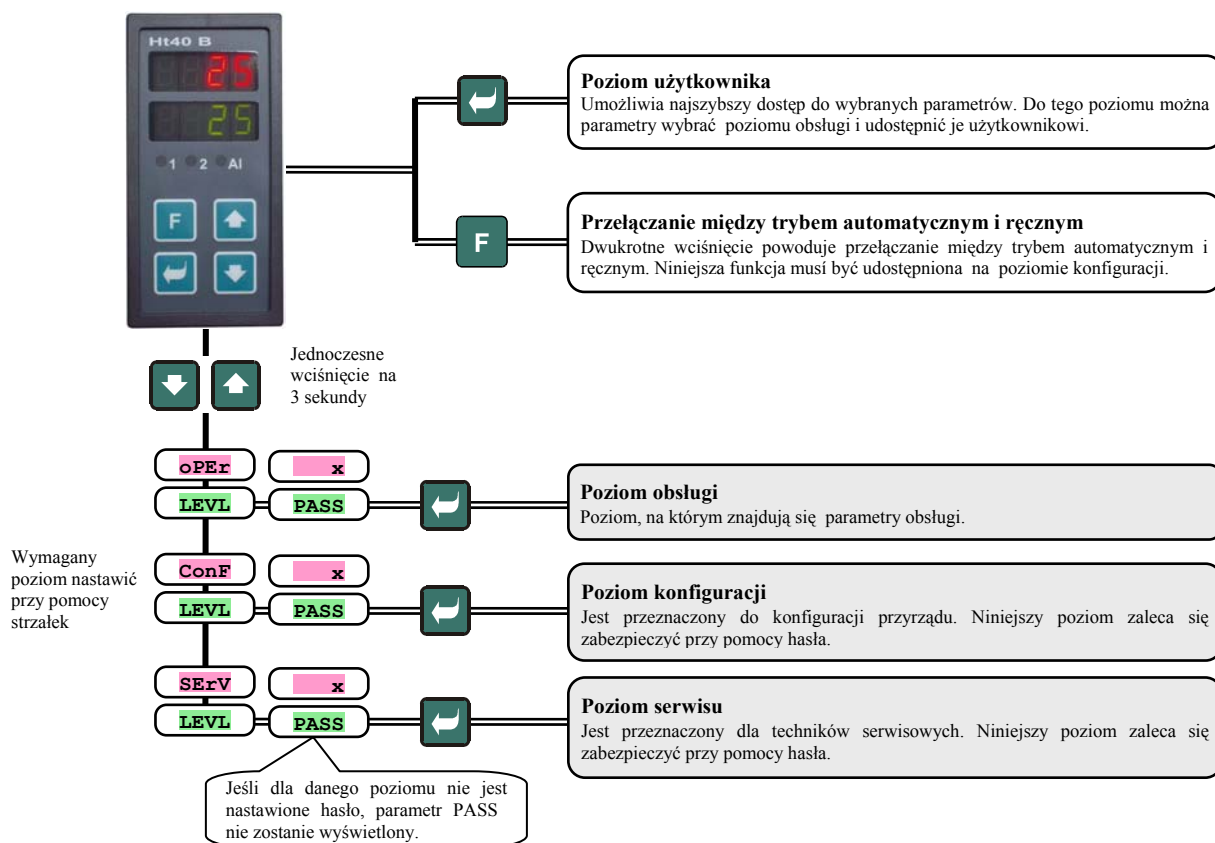 Ht40 B
25
25
1 2 Al
F
Poziom użytkownika
Umożliwia najszybszy dostęp do wybranych parametrów. Do tego poziomu można
parametry wybrać poziomu obsługi i udostępnić je użytkownikowi.
F
Przełączanie między trybem automatycznym i ręcznym
Dwukrotne wciśnięcie powoduje przełączanie między trybem automatycznym i
ręcznym. Niniejsza funkcja musí być udostępniona na poziomie konfiguracji.
Jednoczesne
wciśnięcie na
3 sekundy
Wymagany
poziom nastawić
przy pomocy
strzałek
oPEr x
LEVL PASS
Poziom obsługi
Poziom, na którym znajdują się parametry obsługi.
ConF x
LEVL PASS
Poziom konfiguracji
Jest przeznaczony do konfiguracji przyrządu. Niniejszy poziom zaleca się
zabezpieczyć przy pomocy hasła.
SErV x
LEVL PASS
Poziom serwisu
Jest przeznaczony dla techników serwisowych. Niniejszy poziom zaleca się
zabezpieczyć przy pomocy hasła.
Jeśli dla danego poziomu nie jest
nastawione hasło, parametr PASS
nie zostanie wyświetlony.